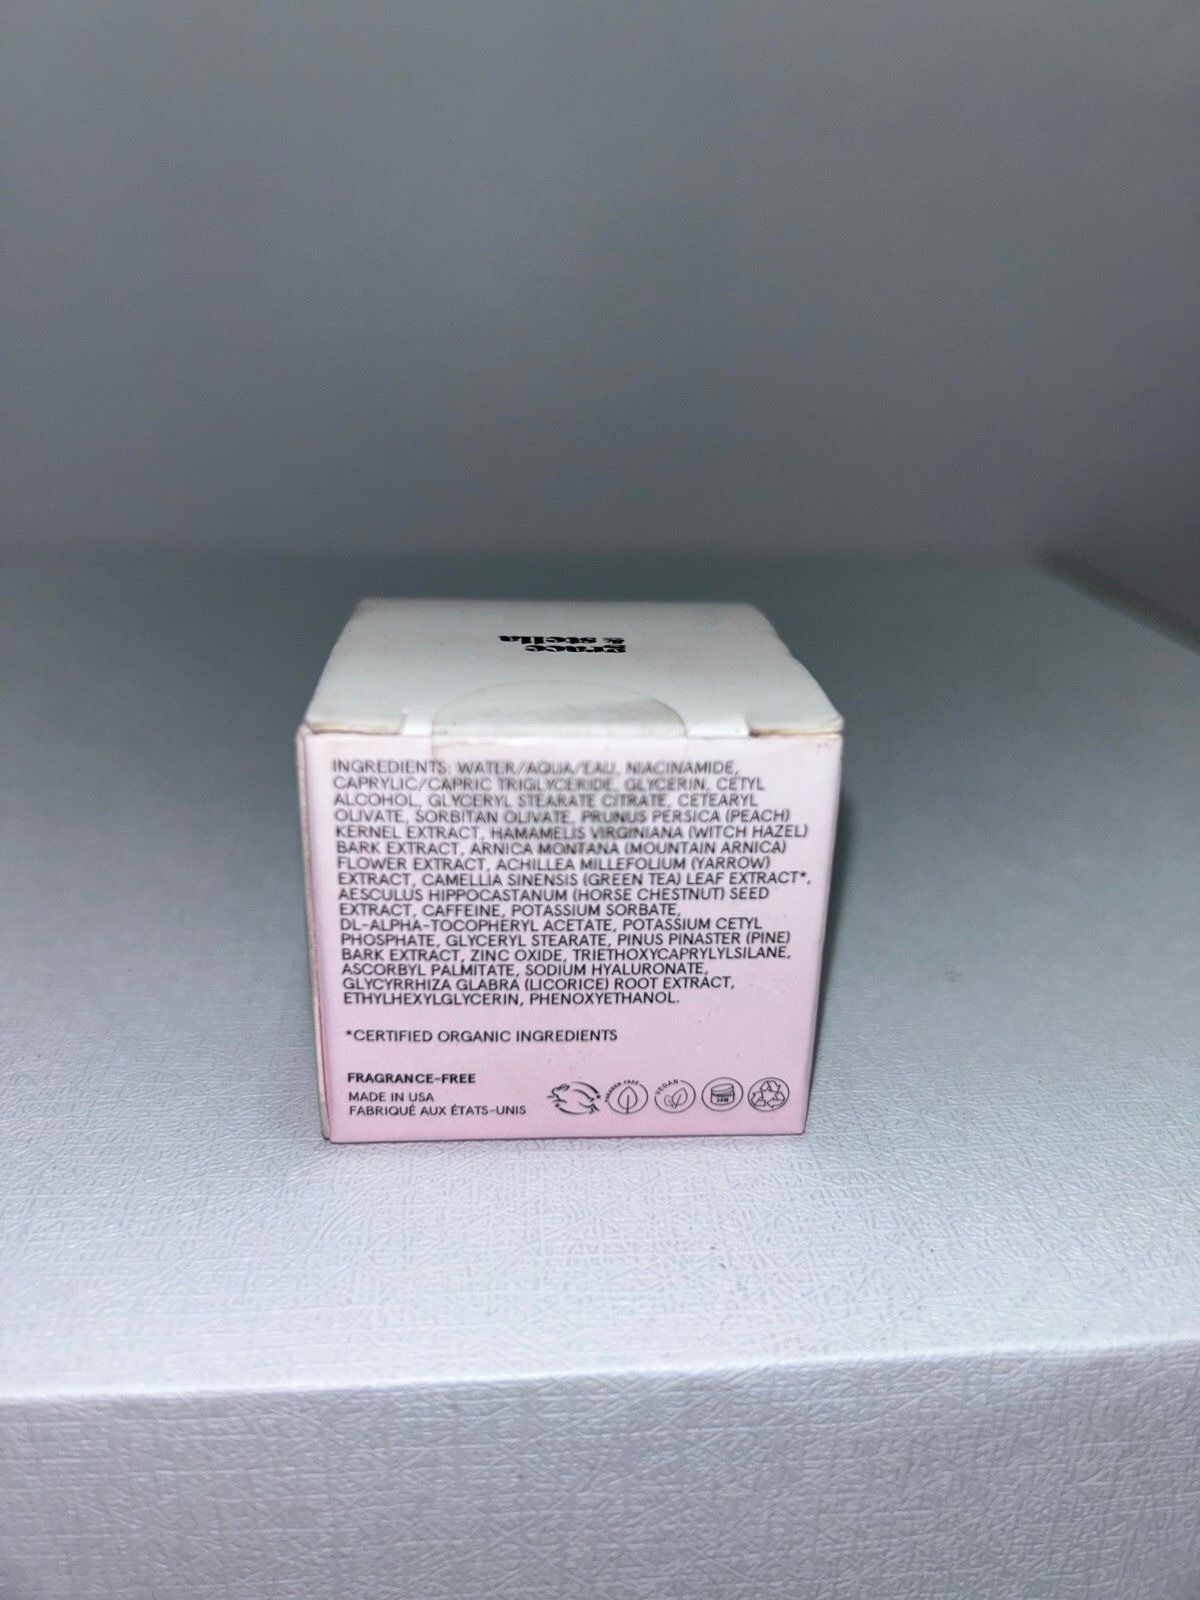 grace
& stella
INGREDIENTS: WATER/AQUA/EAU, NIACINAMIDE,
CAPRYLIC/CAPRIC TRIGLYCERIDE, GLYCERIN, CETYL
ALCOHOL, GLYCERYL STEARATE CITRATE, CETEARYL
OLIVATE, SORBITAN OLIVATE, PRUNUS PERSICA (PEACH)
KERNEL EXTRACT, HAMAMELIS VIRGINIANA (WITCH HAZEL)
BARK EXTRACT, ARNICA MONTANA (MOUNTAIN ARNICA)
FLOWER EXTRACT, ACHILLEA MILLEFOLIUM (YARROW)
EXTRACT, CAMELLIA SINENSIS (GREEN TEA) LEAF EXTRACT*,
AESCULUS HIPPOCASTANUM (HORSE CHESTNUT) SEED
EXTRACT, CAFFEINE, POTASSIUM SORBATE,
DL-ALPHA-TOCOPHERYL ACETATE, POTASSIUM CETYL
PHOSPHATE, GLYCERYL STEARATE, PINUS PINASTER (PINE)
BARK EXTRACT, ZINC OXIDE, TRIETHOXYCAPRYLYLSILANE,
ASCORBYL PALMITATE, SODIUM HYALURONATE,
GLYCYRRHIZA GLABRA (LICORICE) ROOT EXTRACT,
ETHYLHEXYLGLYCERIN, PHENOXYETHANOL.
*CERTIFIED ORGANIC INGREDIENTS
FRAGRANCE-FREE
MADE IN USA
FABRIQUÉ AUX ÉTATS-UNIS
PARABEN FREE
VEGAN
24M